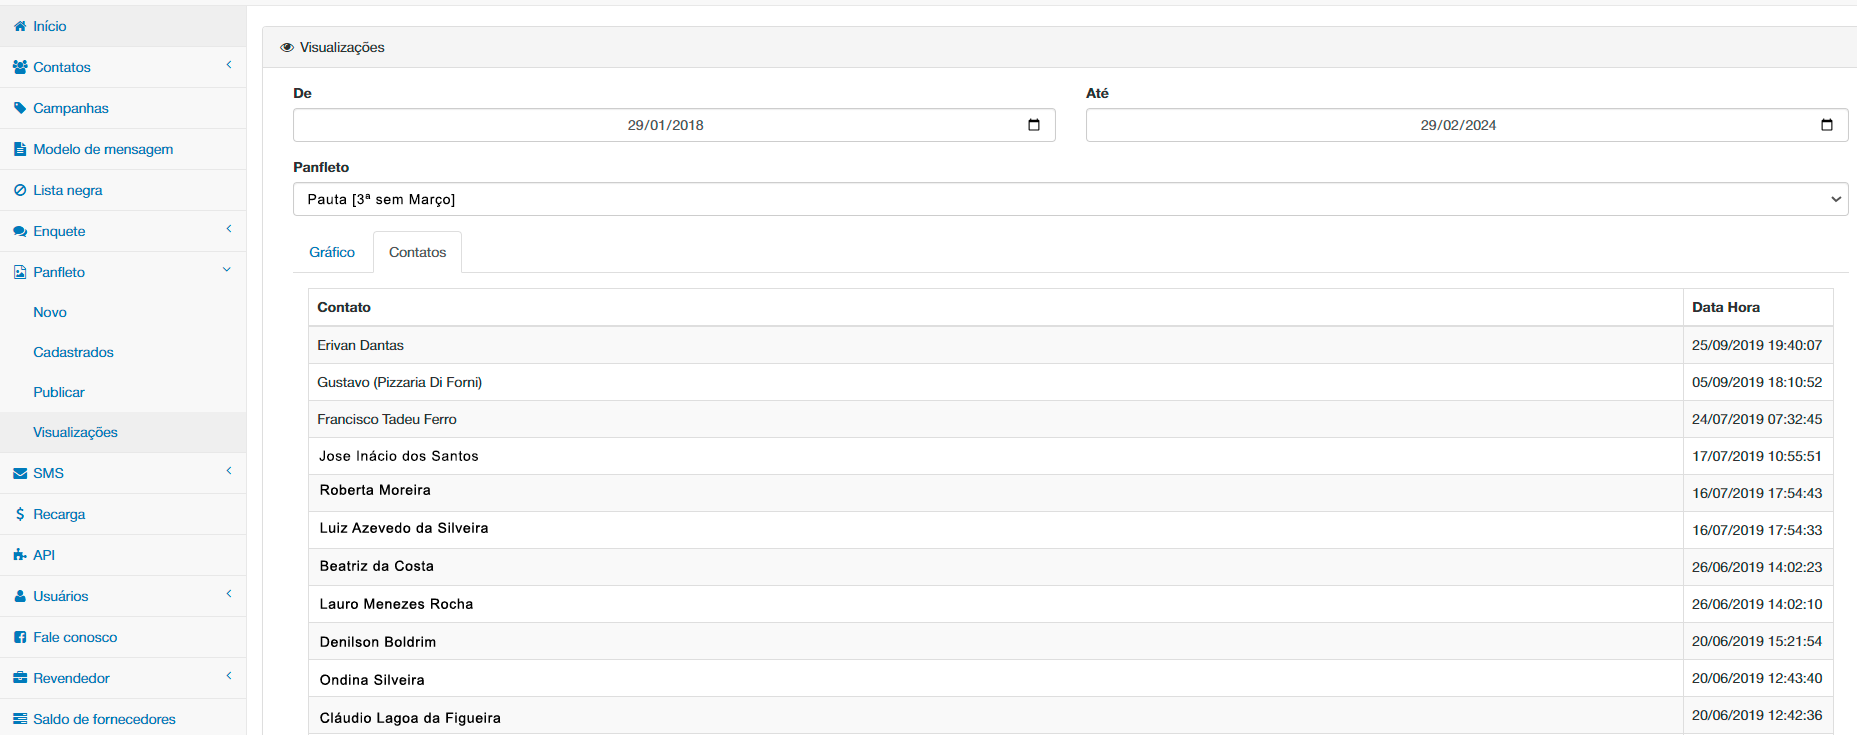 Início
Contatos
Campanhas
Modelo de mensagem
Lista negra
Enquete
Panfleto
Novo
Cadastrados
Publicar
Visualizações
SMS
Recarga
API
Usuários
Fale conosco
Revendedor
Saldo de fornecedores
Visualizações
De Até
29/01/2018 29/02/2024
Panfleto
Pauta [3ª sem Março]
Gráfico Contatos
Contato Data Hora
Erivan Dantas 25/09/2019 19:40:07
Gustavo (Pizzaria Di Forni) 05/09/2019 18:10:52
Francisco Tadeu Ferro 24/07/2019 07:32:45
Jose Inácio dos Santos 17/07/2019 10:55:51
Roberta Moreira 16/07/2019 17:54:43
Luiz Azevedo da Silveira 16/07/2019 17:54:33
Beatriz da Costa 26/06/2019 14:02:23
Lauro Menezes Rocha 26/06/2019 14:02:10
Denilson Boldrim 20/06/2019 15:21:54
Ondina Silveira 20/06/2019 12:43:40
Cláudio Lagoa da Figueira 20/06/2019 12:42:36